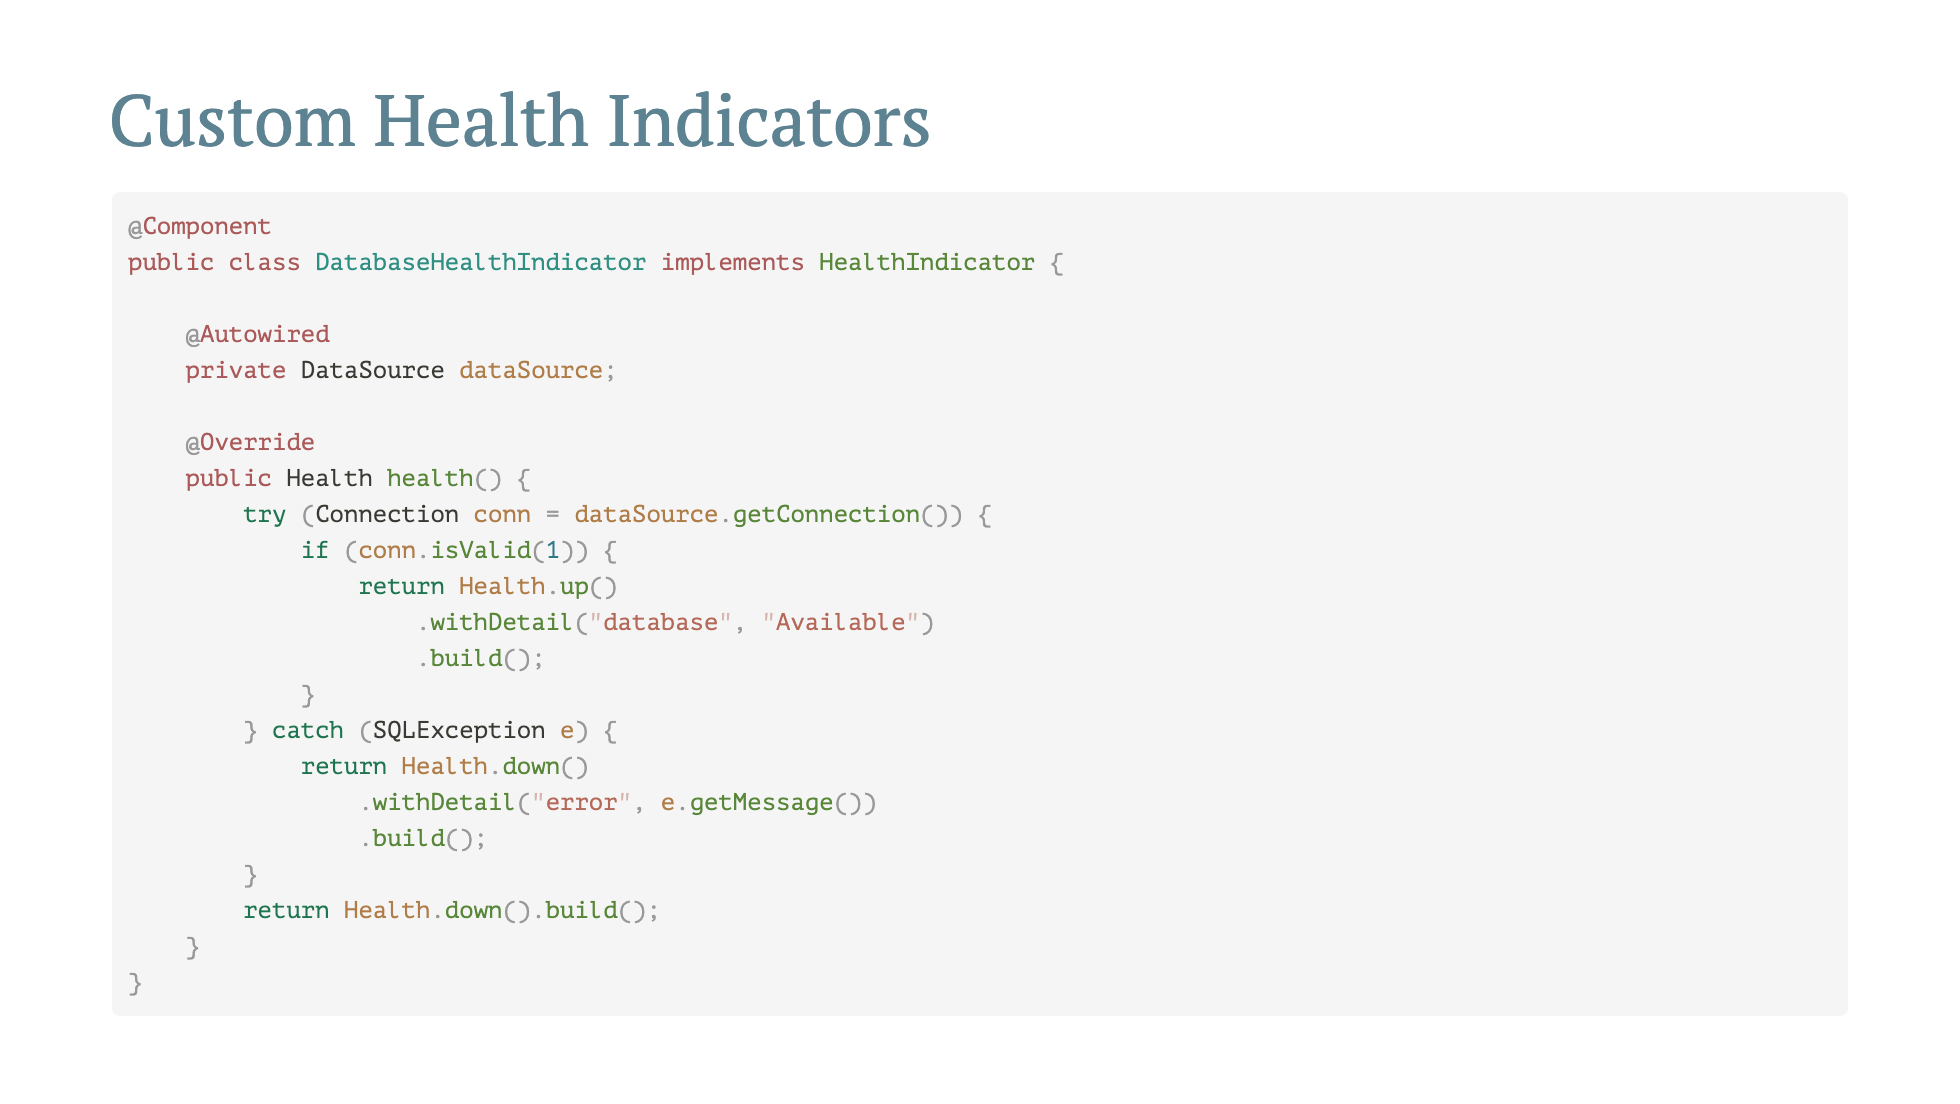 Custom Health Indicators
@Component
public class DatabaseHealthIndicator implements HealthIndicator {
    @Autowired
    private DataSource dataSource;
    @Override
    public Health health() {
        try (Connection conn = dataSource.getConnection()) {
            if (conn.isValid(1)) {
                return Health.up()
                    .withDetail("database", "Available")
                    .build();
            }
        } catch (SQLException e) {
            return Health.down()
                .withDetail("error", e.getMessage())
                .build();
        }
        return Health.down().build();
    }
}